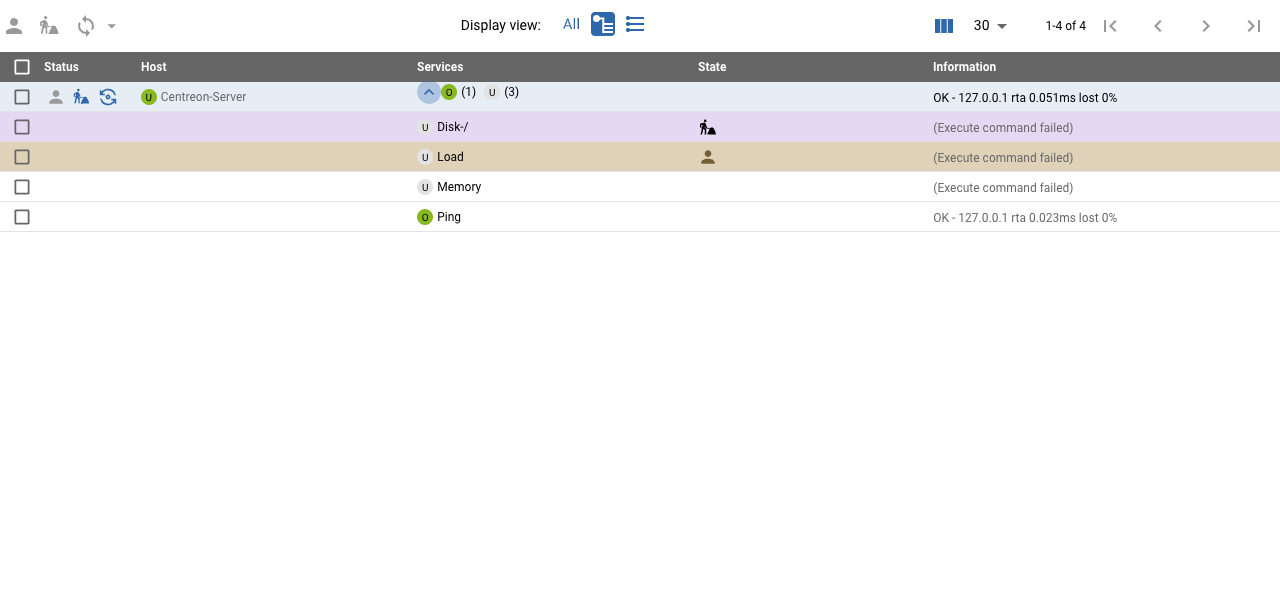 Display view: All 30 1-4 of 4
Status Host Services State Information
U Centreon-Server O (1) U (3) OK - 127.0.0.1 rta 0.051ms lost 0%
U Disk-/ (Execute command failed)
U Load (Execute command failed)
U Memory (Execute command failed)
O Ping OK - 127.0.0.1 rta 0.023ms lost 0%